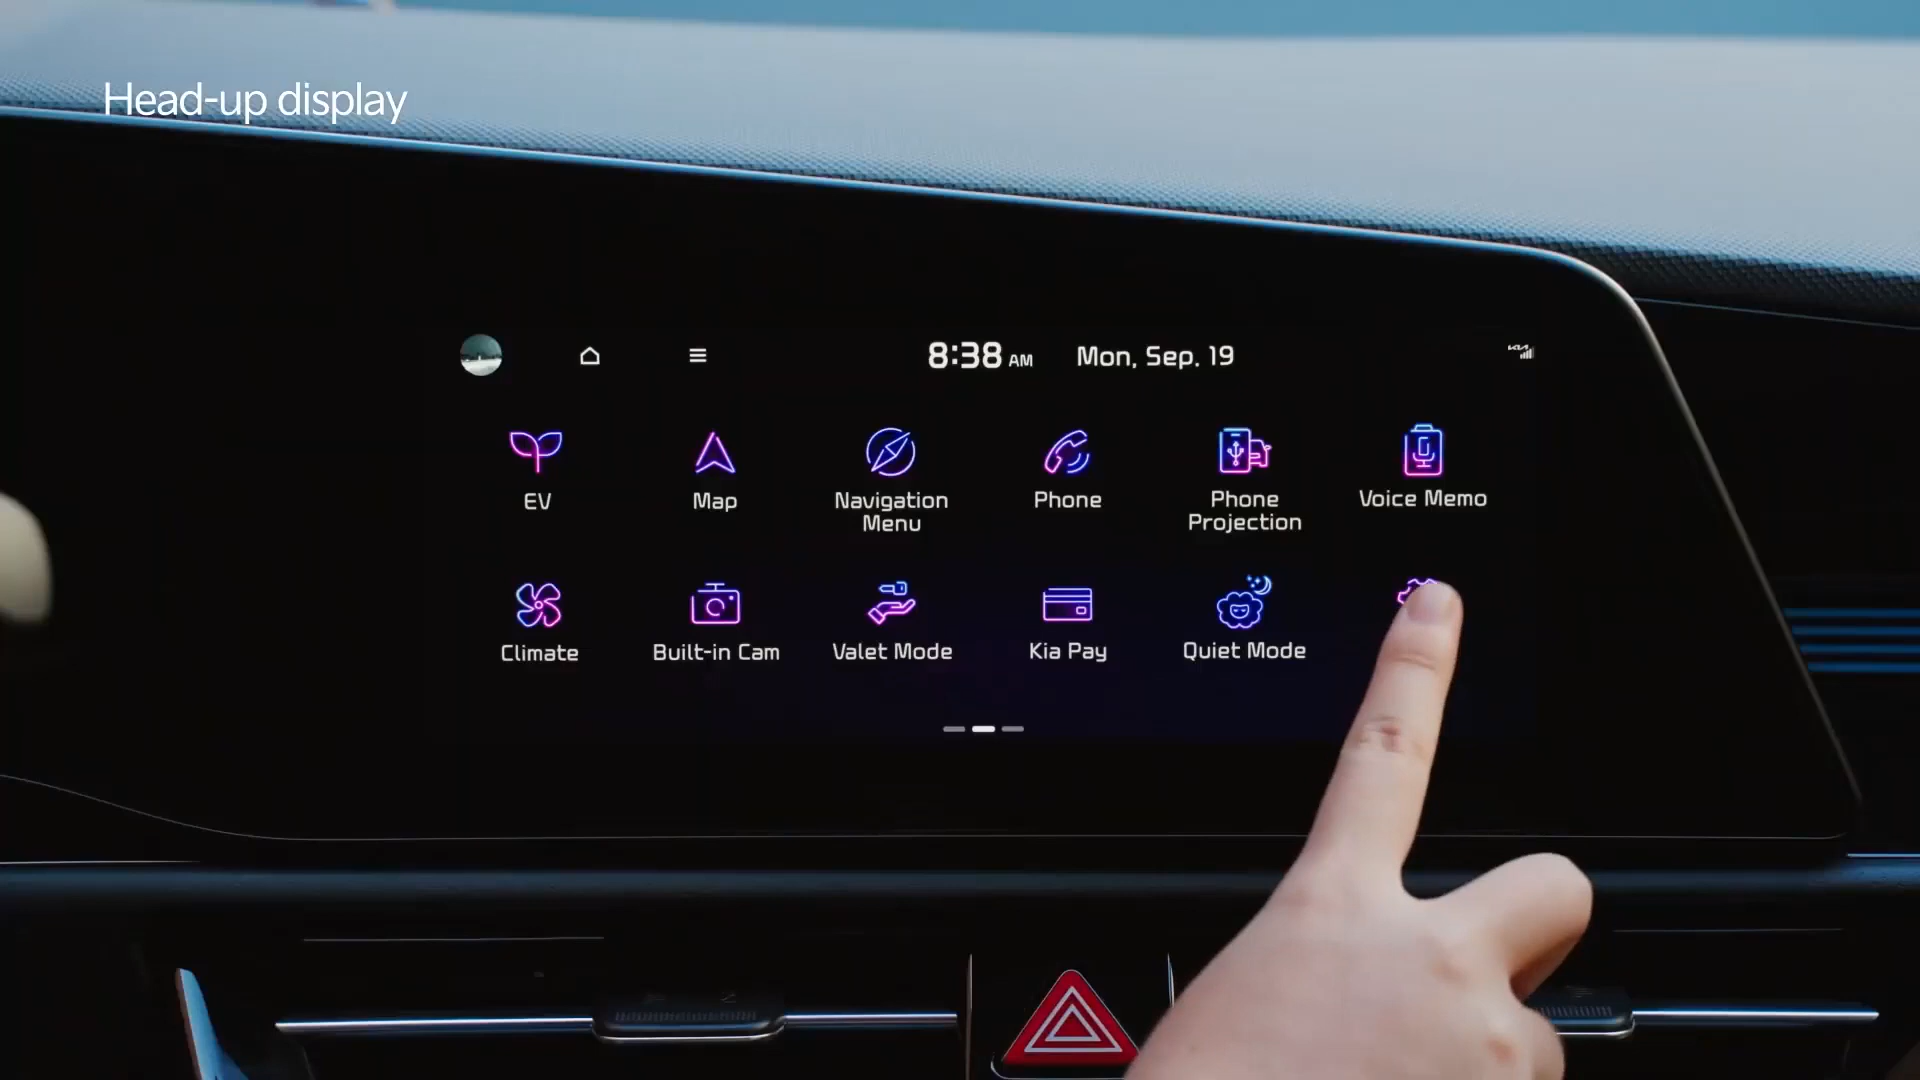 Head-up display
8:38 AM Mon, Sep. 19
EV
Map
Navigation
Menu
Phone
Phone
Projection
Voice Memo
Climate
Built-in Cam
Valet Mode
Kia Pay
Quiet Mode